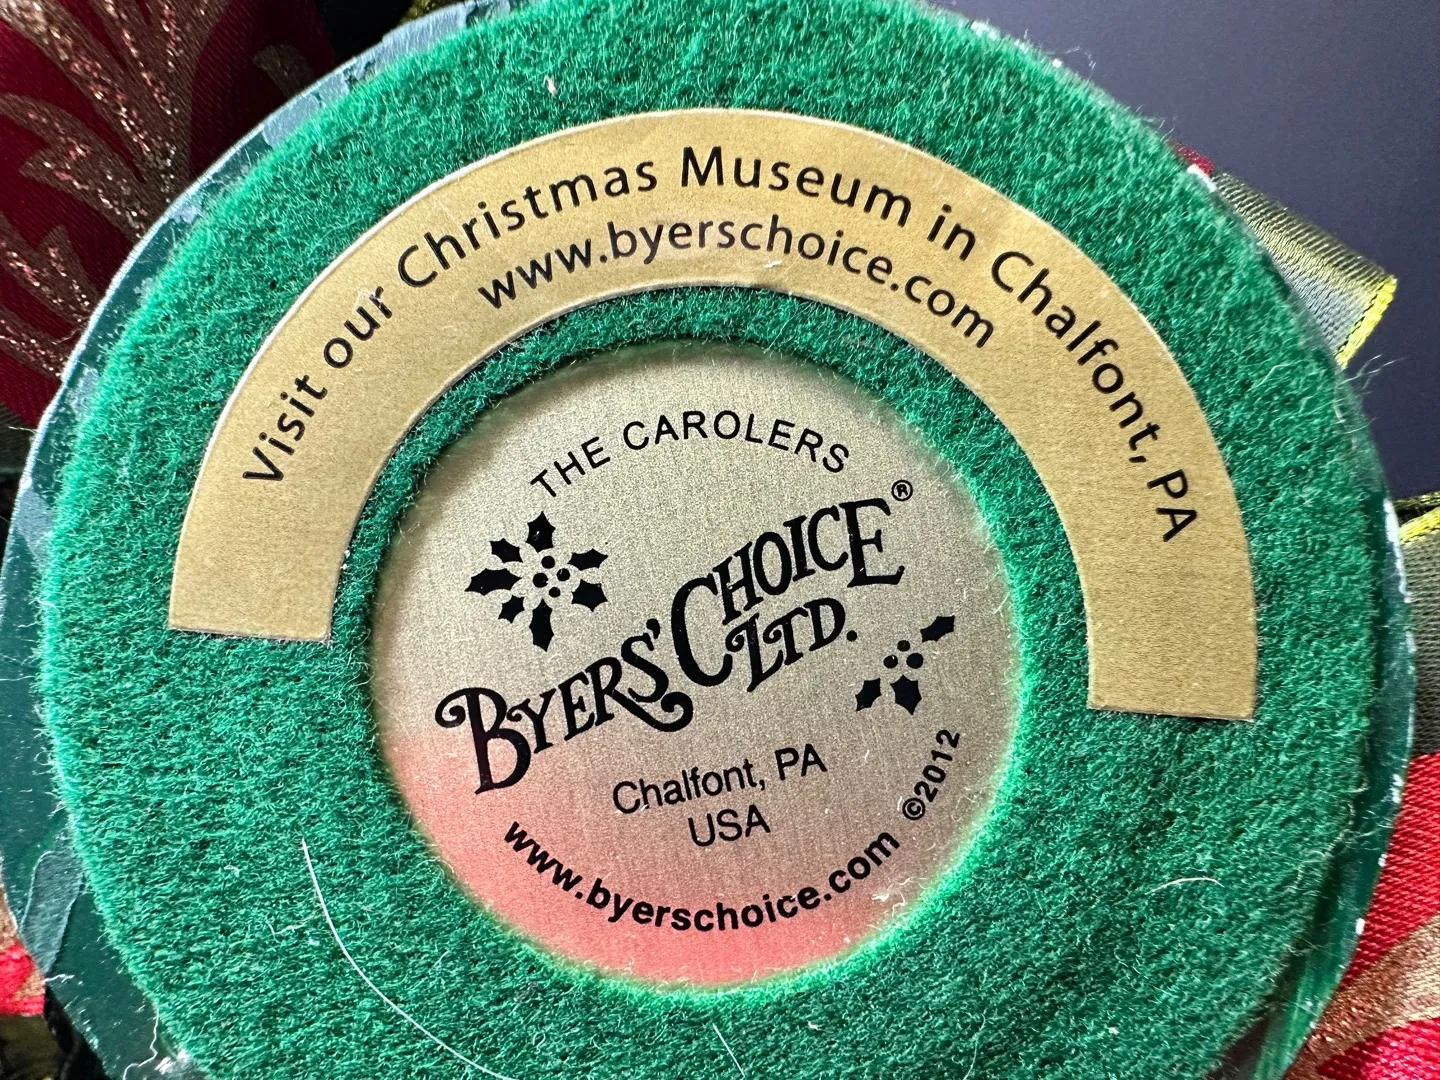 Visit our Christmas Museum in Chalfont, PA
www.byerschoice.com
THE CAROLERS
BYERS' CHOICE ®
LTD.
Chalfont, PA
USA
www.byerschoice.com ©2012